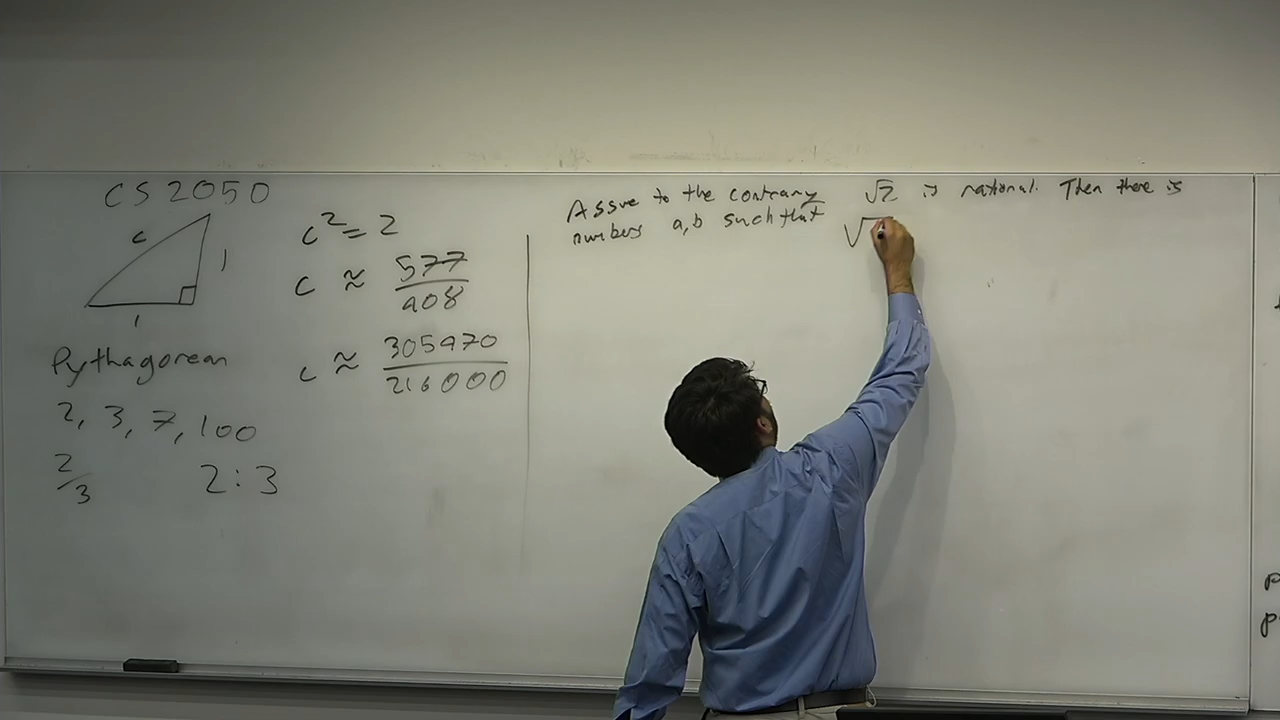 CS 2050
c
1
1
c² = 2
c ≈ 577/408
c ≈ 305470/216000
Pythagorean
2, 3, 7, 100
2/3
2:3
Assue to the contrary √2 is rational. Then there is
numbers a,b such that √